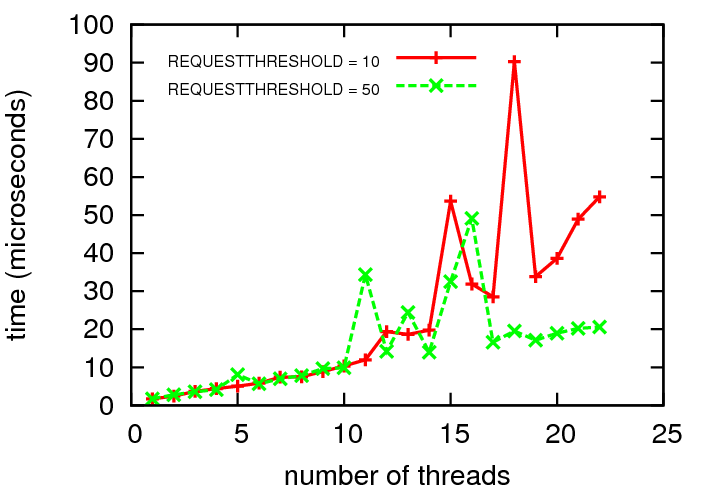 100
90
80
70
60
50
40
30
20
10
0
time (microseconds)
REQUESTTHRESHOLD = 10
REQUESTTHRESHOLD = 50
0 5 10 15 20 25
number of threads